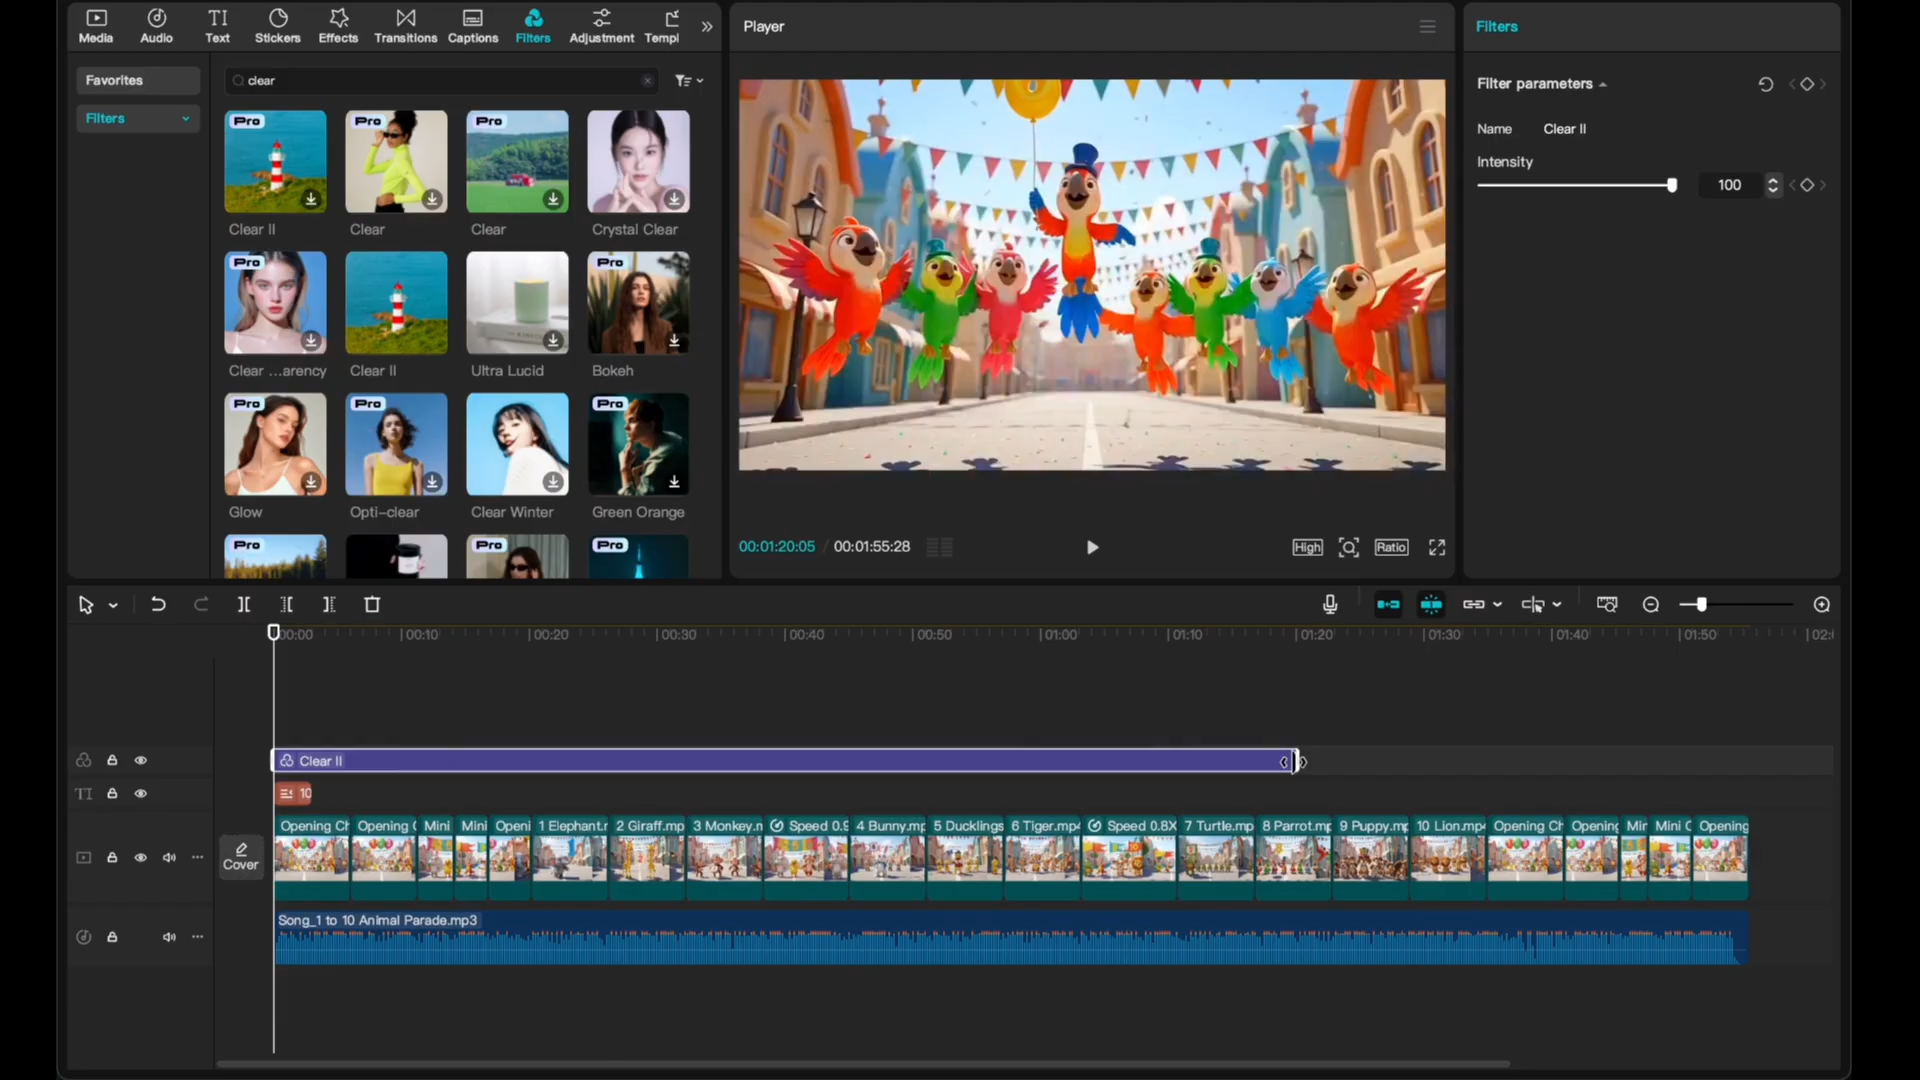 Media
Audio
TI
Text
Stickers
Effects
Transitions
Captions
Filters
Adjustment
Templ
Player
Filters
Favorites
clear
Filters
Filter parameters
Name Clear II
Intensity
100
Pro
Pro
Pro
Clear II
Clear
Clear
Crystal Clear
Pro
Pro
Clear ...arency
Clear II
Ultra Lucid
Bokeh
Pro
Pro
Pro
Glow
Opti-clear
Clear Winter
Green Orange
Pro
Pro
Pro
00:01:20:05 / 00:01:55:28
High
Ratio
00:00
00:10
00:20
00:30
00:40
00:50
01:00
01:10
01:20
01:30
01:40
01:50
Clear II
TI
10
Opening Ch
Opening
Mini
Mini
Openi
1 Elephant.r
2 Giraff.mp
3 Monkey.n
Speed 0.9
4 Bunny.mp
5 Ducklings
6 Tiger.mp4
Speed 0.8X
7 Turtle.mp
8 Parrot.mp
9 Puppy.mp
10 Lion.mp4
Opening Ch
Opening
Min
Mini C
Opening
Cover
Song_1 to 10 Animal Parade.mp3